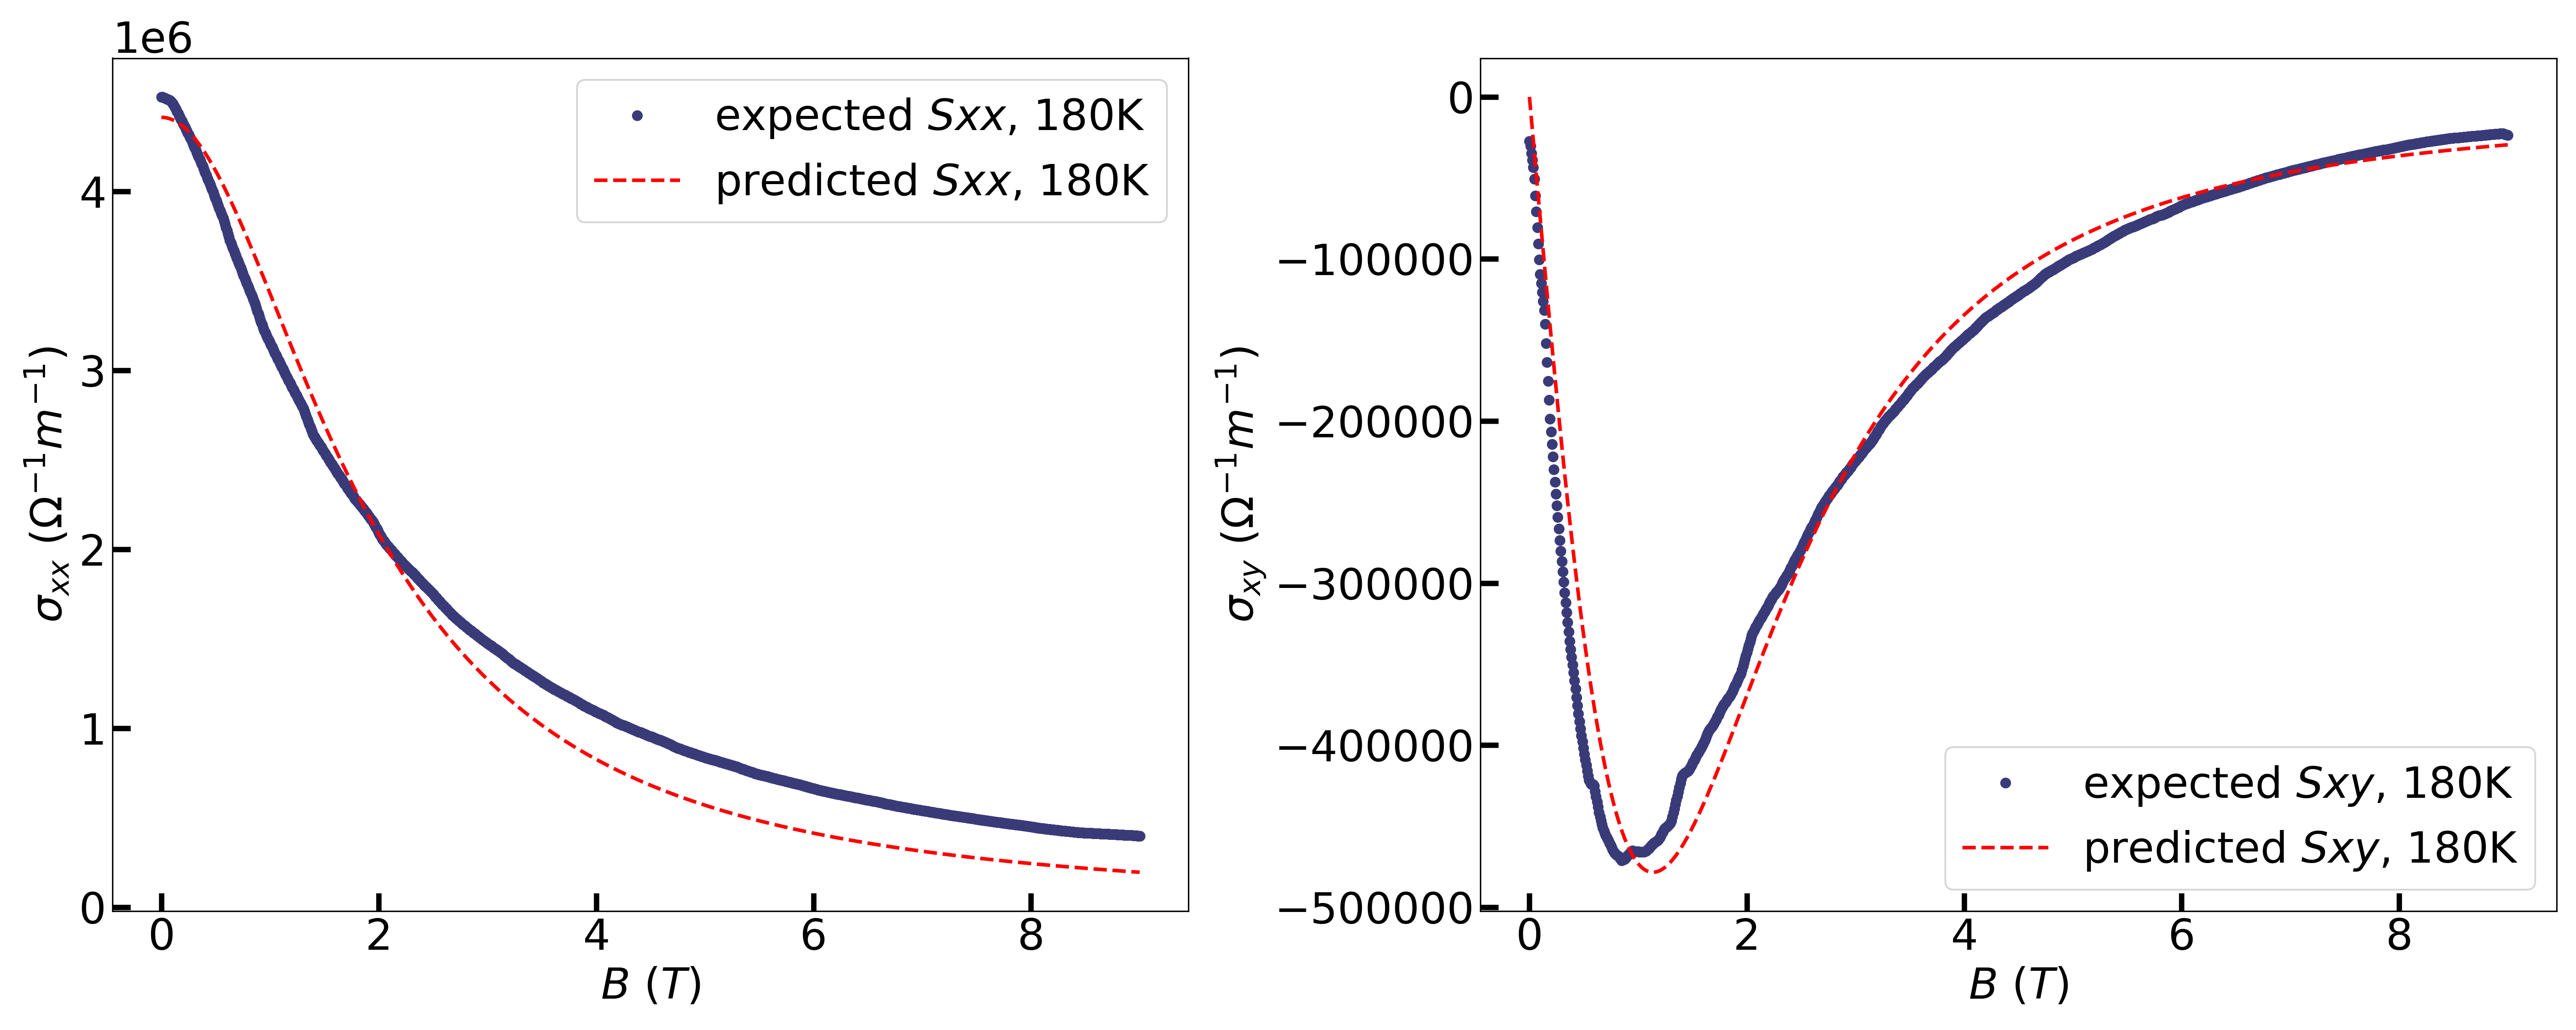 1e6
4
3
2
1
0
0
2
4
6
8
σxx (Ω⁻¹m⁻¹)
B (T)
expected Sxx, 180K
predicted Sxx, 180K
0
−100000
−200000
−300000
−400000
−500000
0
2
4
6
8
σxy (Ω⁻¹m⁻¹)
B (T)
expected Sxy, 180K
predicted Sxy, 180K